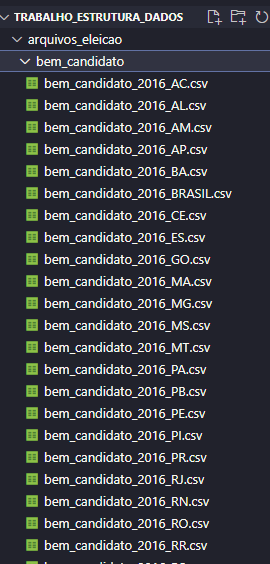 TRABALHO_ESTRUTURA_DADOS
arquivos_eleicao
bem_candidato
bem_candidato_2016_AC.csv
bem_candidato_2016_AL.csv
bem_candidato_2016_AM.csv
bem_candidato_2016_AP.csv
bem_candidato_2016_BA.csv
bem_candidato_2016_BRASIL.csv
bem_candidato_2016_CE.csv
bem_candidato_2016_ES.csv
bem_candidato_2016_GO.csv
bem_candidato_2016_MA.csv
bem_candidato_2016_MG.csv
bem_candidato_2016_MS.csv
bem_candidato_2016_MT.csv
bem_candidato_2016_PA.csv
bem_candidato_2016_PB.csv
bem_candidato_2016_PE.csv
bem_candidato_2016_PI.csv
bem_candidato_2016_PR.csv
bem_candidato_2016_RJ.csv
bem_candidato_2016_RN.csv
bem_candidato_2016_RO.csv
bem_candidato_2016_RR.csv